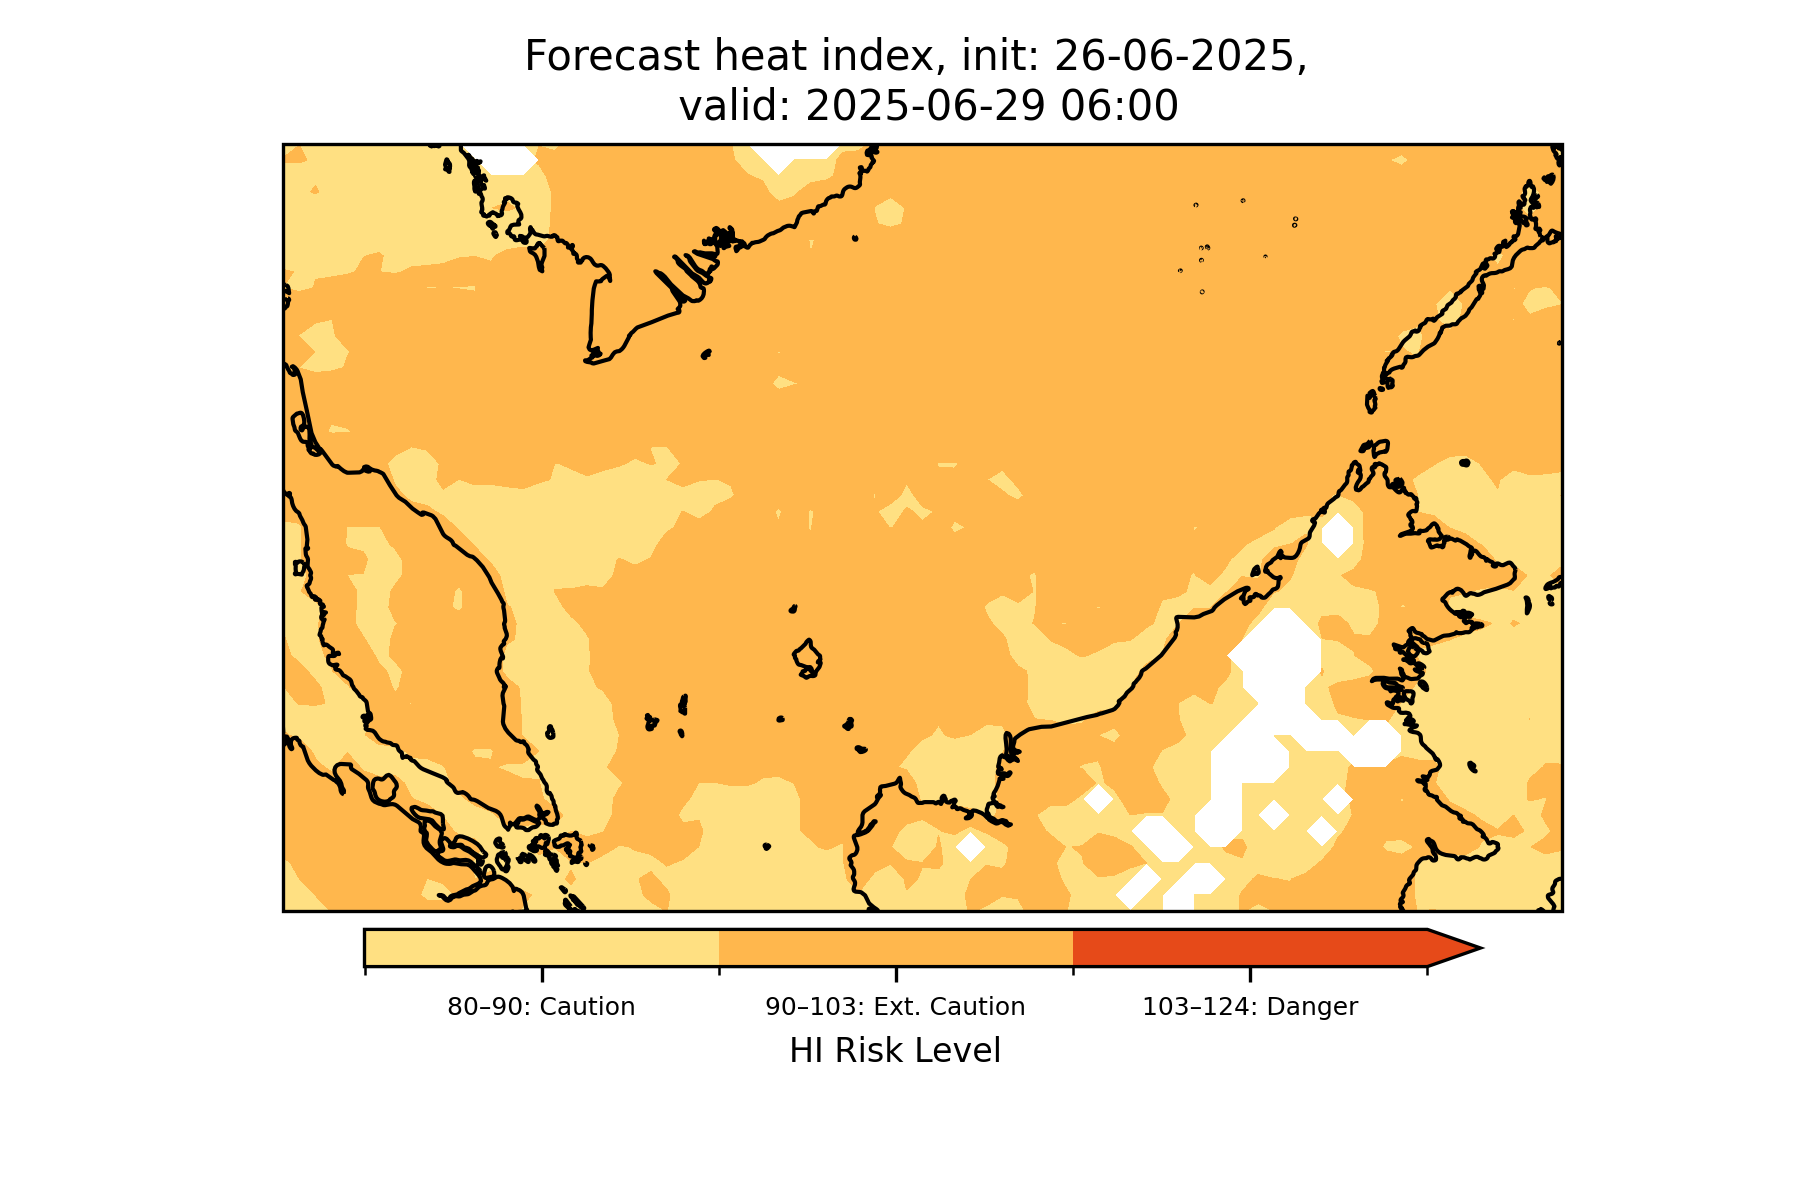 Forecast heat index, init: 26-06-2025,
valid: 2025-06-29 06:00
80–90: Caution
90–103: Ext. Caution
103–124: Danger
HI Risk Level